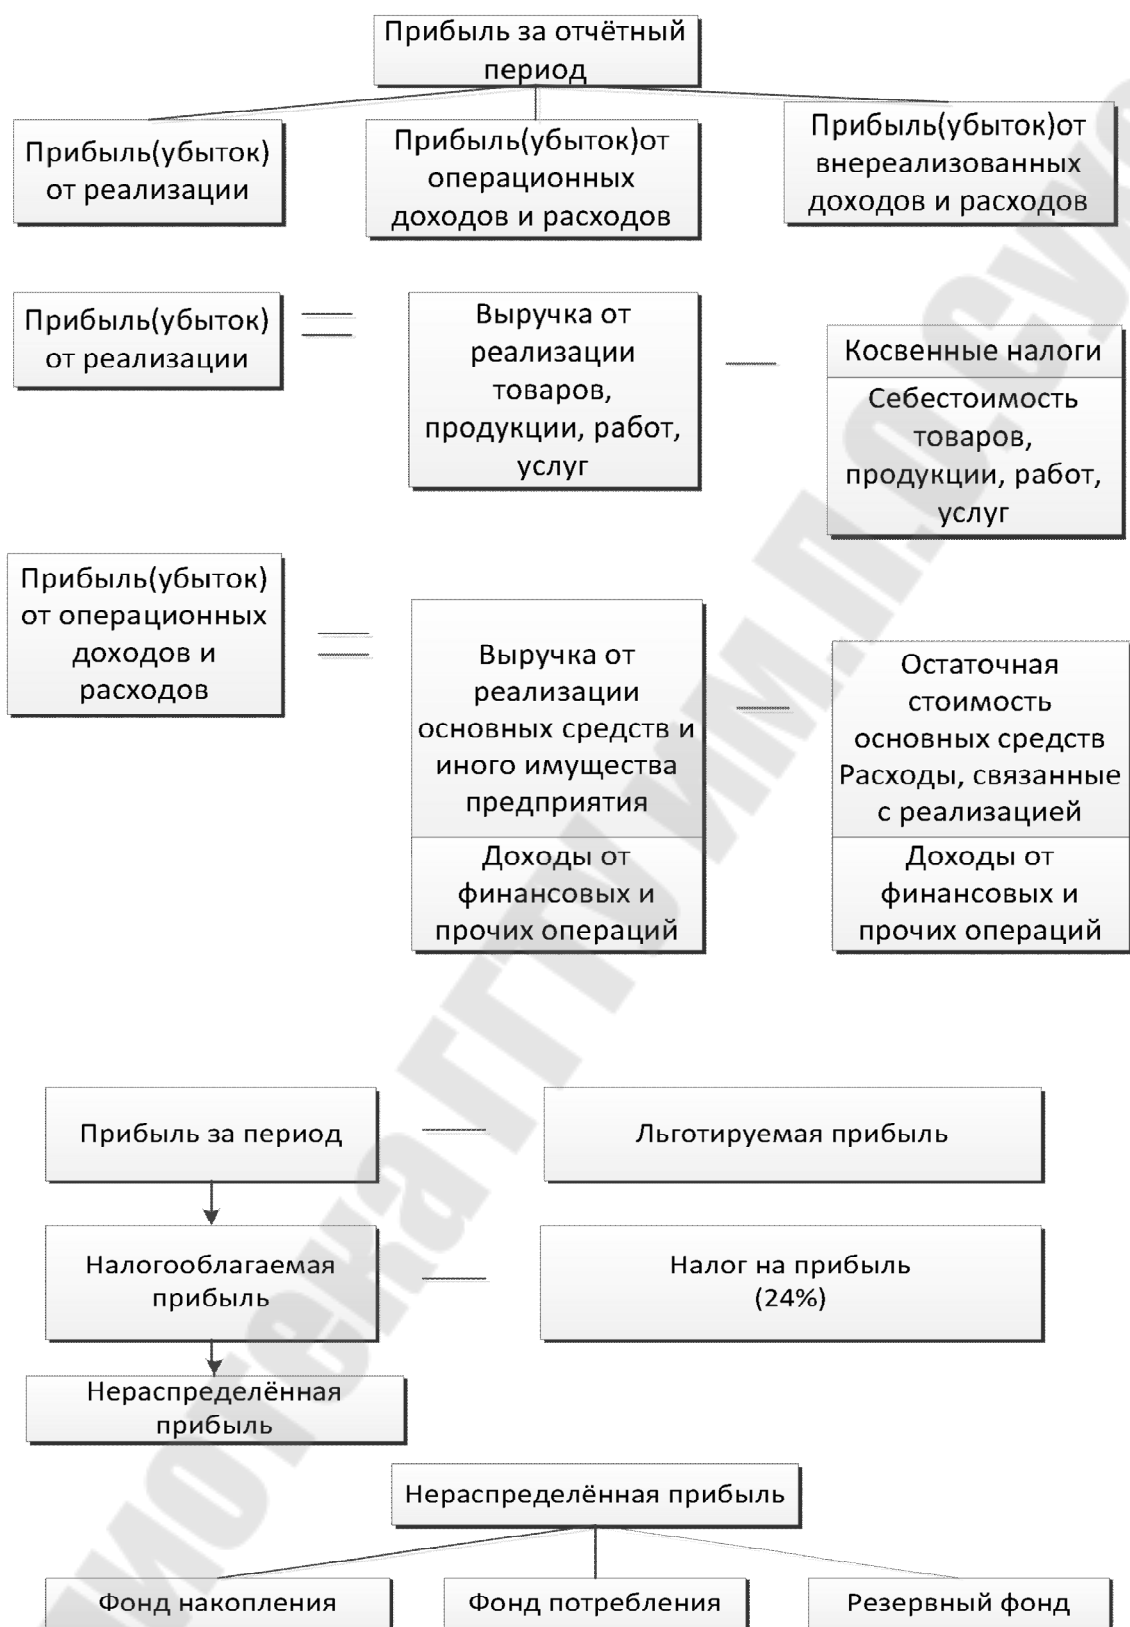 Прибыль за отчётный
период
Прибыль(убыток)
от реализации
Прибыль(убыток)от
операционных
доходов и расходов
Прибыль(убыток)от
внереализованных
доходов и расходов
Прибыль(убыток)
от реализации
Выручка от
реализации
товаров,
продукции, работ,
услуг
Косвенные налоги
Себестоимость
товаров,
продукции, работ,
услуг
Прибыль(убыток)
от операционных
доходов и
расходов
Выручка от
реализации
основных средств и
иного имущества
предприятия
Доходы от
финансовых и
прочих операций
Остаточная
стоимость
основных средств
Расходы, связанные
с реализацией
Доходы от
финансовых и
прочих операций
Прибыль за период
Льготируемая прибыль
Налогооблагаемая
прибыль
Налог на прибыль
(24%)
Нераспределённая
прибыль
Нераспределённая прибыль
Фонд накопления
Фонд потребления
Резервный фонд